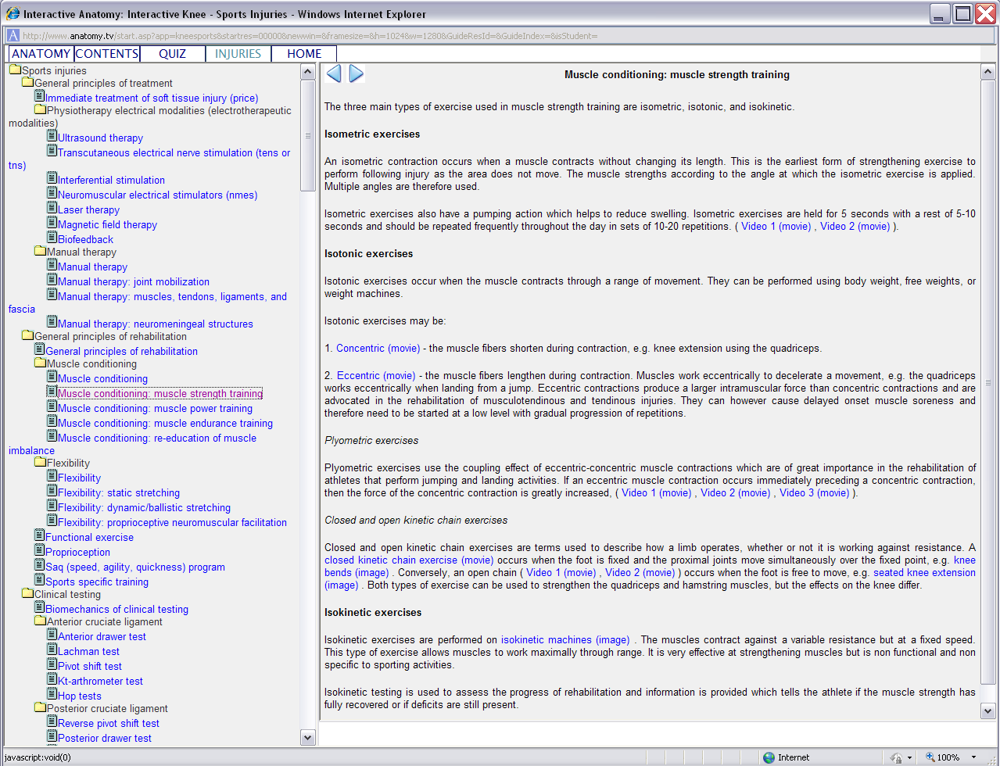 Interactive Anatomy: Interactive Knee - Sports Injuries - Windows Internet Explorer
http://www.anatomy.tv/start.asp?app=kneesports&startres=00000&newwin=&framesize=&h=1024&w=1280&GuideResId=&GuideIndex=&isStudent=
ANATOMY CONTENTS QUIZ INJURIES HOME
Sports injuries
General principles of treatment
Immediate treatment of soft tissue injury (price)
Physiotherapy electrical modalities (electrotherapeutic
modalities)
Ultrasound therapy
Transcutaneous electrical nerve stimulation (tens or
tns)
Interferential stimulation
Neuromuscular electrical stimulators (nmes)
Laser therapy
Magnetic field therapy
Biofeedback
Manual therapy
Manual therapy
Manual therapy: joint mobilization
Manual therapy: muscles, tendons, ligaments, and
fascia
Manual therapy: neuromeningeal structures
General principles of rehabilitation
General principles of rehabilitation
Muscle conditioning
Muscle conditioning
Muscle conditioning: muscle strength training
Muscle conditioning: muscle power training
Muscle conditioning: muscle endurance training
Muscle conditioning: re-education of muscle
imbalance
Flexibility
Flexibility
Flexibility: static stretching
Flexibility: dynamic/ballistic stretching
Flexibility: proprioceptive neuromuscular facilitation
Functional exercise
Proprioception
Saq (speed, agility, quickness) program
Sports specific training
Clinical testing
Biomechanics of clinical testing
Anterior cruciate ligament
Anterior drawer test
Lachman test
Pivot shift test
Kt-arthrometer test
Hop tests
Posterior cruciate ligament
Reverse pivot shift test
Posterior drawer test
Muscle conditioning: muscle strength training
The three main types of exercise used in muscle strength training are isometric, isotonic, and isokinetic.
Isometric exercises
An isometric contraction occurs when a muscle contracts without changing its length. This is the earliest form of strengthening exercise to
perform following injury as the area does not move. The muscle strengths according to the angle at which the isometric exercise is applied.
Multiple angles are therefore used.
Isometric exercises also have a pumping action which helps to reduce swelling. Isometric exercises are held for 5 seconds with a rest of 5-10
seconds and should be repeated frequently throughout the day in sets of 10-20 repetitions. ( Video 1 (movie) , Video 2 (movie) ).
Isotonic exercises
Isotonic exercises occur when the muscle contracts through a range of movement. They can be performed using body weight, free weights, or
weight machines.
Isotonic exercises may be:
1. Concentric (movie) - the muscle fibers shorten during contraction, e.g. knee extension using the quadriceps.
2. Eccentric (movie) - the muscle fibers lengthen during contraction. Muscles work eccentrically to decelerate a movement, e.g. the quadriceps
works eccentrically when landing from a jump. Eccentric contractions produce a larger intramuscular force than concentric contractions and are
advocated in the rehabilitation of musculotendinous and tendinous injuries. They can however cause delayed onset muscle soreness and
therefore need to be started at a low level with gradual progression of repetitions.
Plyometric exercises
Plyometric exercises use the coupling effect of eccentric-concentric muscle contractions which are of great importance in the rehabilitation of
athletes that perform jumping and landing activities. If an eccentric muscle contraction occurs immediately preceding a concentric contraction,
then the force of the concentric contraction is greatly increased, ( Video 1 (movie) , Video 2 (movie) , Video 3 (movie) ).
Closed and open kinetic chain exercises
Closed and open kinetic chain exercises are terms used to describe how a limb operates, whether or not it is working against resistance. A
closed kinetic chain exercise (movie) occurs when the foot is fixed and the proximal joints move simultaneously over the fixed point, e.g. knee
bends (image) . Conversely, an open chain ( Video 1 (movie) , Video 2 (movie) ) occurs when the foot is free to move, e.g. seated knee extension
(image) . Both types of exercise can be used to strengthen the quadriceps and hamstring muscles, but the effects on the knee differ.
Isokinetic exercises
Isokinetic exercises are performed on isokinetic machines (image) . The muscles contract against a variable resistance but at a fixed speed.
This type of exercise allows muscles to work maximally through range. It is very effective at strengthening muscles but is non functional and non
specific to sporting activities.
Isokinetic testing is used to assess the progress of rehabilitation and information is provided which tells the athlete if the muscle strength has
fully recovered or if deficits are still present.
javascript:void(0)
Internet
100%